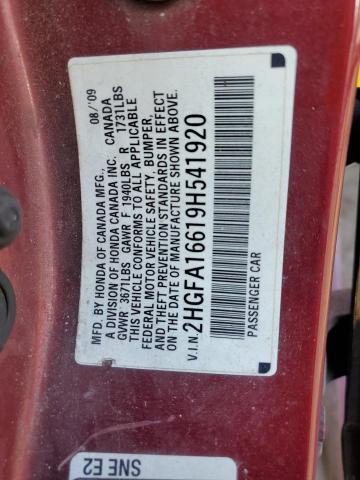 MFD. BY HONDA OF CANADA MFG., 08/'09
A DIVISION OF HONDA CANADA INC. CANADA
GVWR 3671LBS GAWR F 1940LBS R 1731LBS
THIS VEHICLE CONFORMS TO ALL APPLICABLE
FEDERAL MOTOR VEHICLE SAFETY, BUMPER,
AND THEFT PREVENTION STANDARDS IN EFFECT
ON THE DATE OF MANUFACTURE SHOWN ABOVE.
V.I.N. 2HGFA16619H541920
PASSENGER CAR
SNE E2